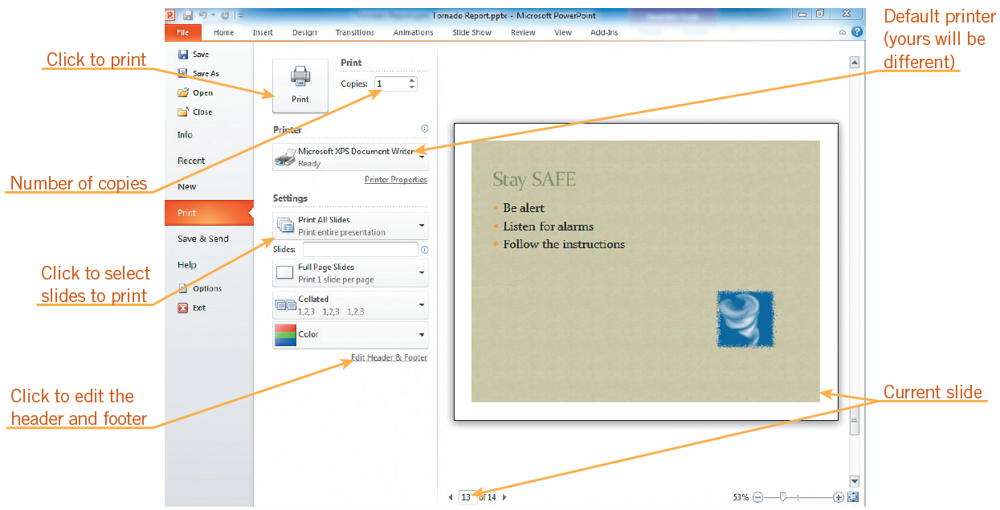 Tornado Report.pptx - Microsoft PowerPoint
File Home Insert Design Transitions Animations Slide Show Review View Add-Ins
Default printer
(yours will be
different)
Click to print
Number of copies
Click to select
slides to print
Click to edit the
header and footer
Current slide
Save
Save As
Open
Close
Info
Recent
New
Print
Save & Send
Help
Options
Exit
Print
Print
Copies: 1
Printer
Microsoft XPS Document Writer
Ready
Printer Properties
Settings
Print All Slides
Print entire presentation
Slides:
Full Page Slides
Print 1 slide per page
Collated
1,2,3 1,2,3 1,2,3
Color
Edit Header & Footer
Stay SAFE
• Be alert
• Listen for alarms
• Follow the instructions
13 of 14
53%